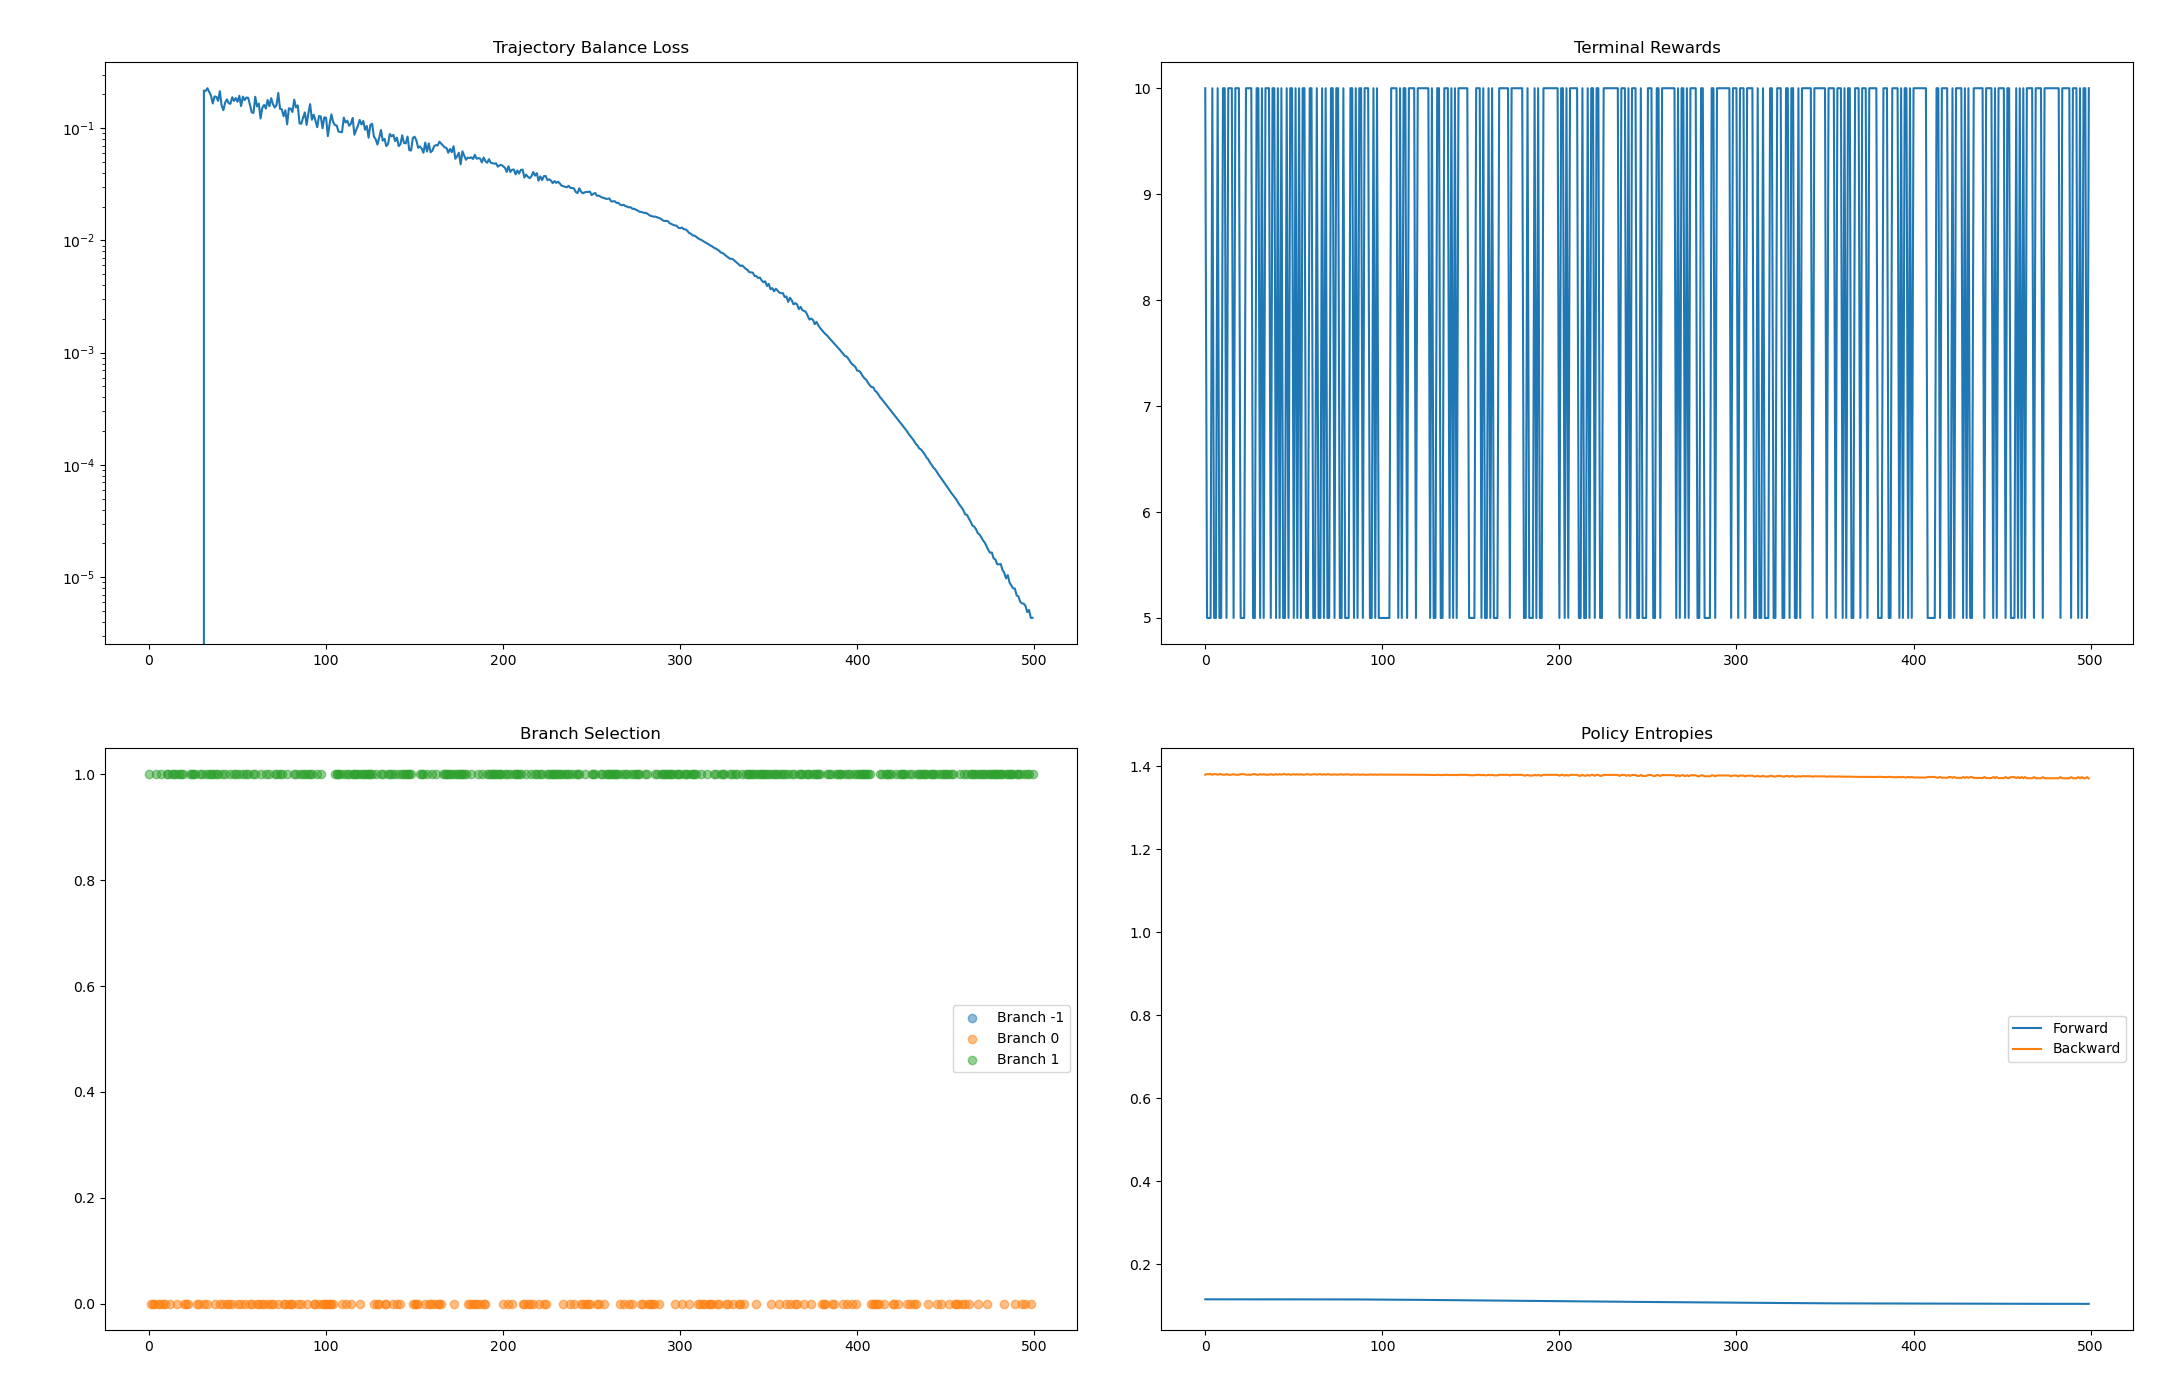 Trajectory Balance Loss
10⁻¹
10⁻²
10⁻³
10⁻⁴
10⁻⁵
0 100 200 300 400 500
Terminal Rewards
10
9
8
7
6
5
0 100 200 300 400 500
Branch Selection
1.0
0.8
0.6
0.4
0.2
0.0
Branch -1
Branch 0
Branch 1
0 100 200 300 400 500
Policy Entropies
1.4
1.2
1.0
0.8
0.6
0.4
0.2
Forward
Backward
0 100 200 300 400 500